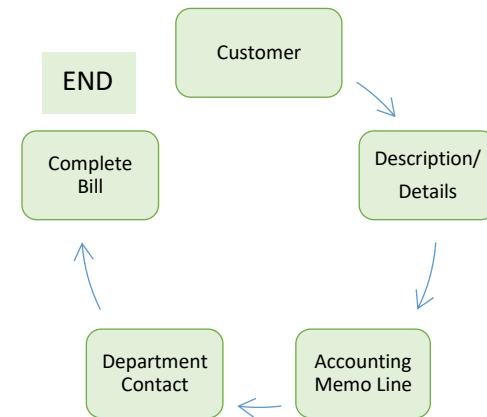 Customer
END
Description/
Details
Complete
Bill
Department
Contact
Accounting
Memo Line